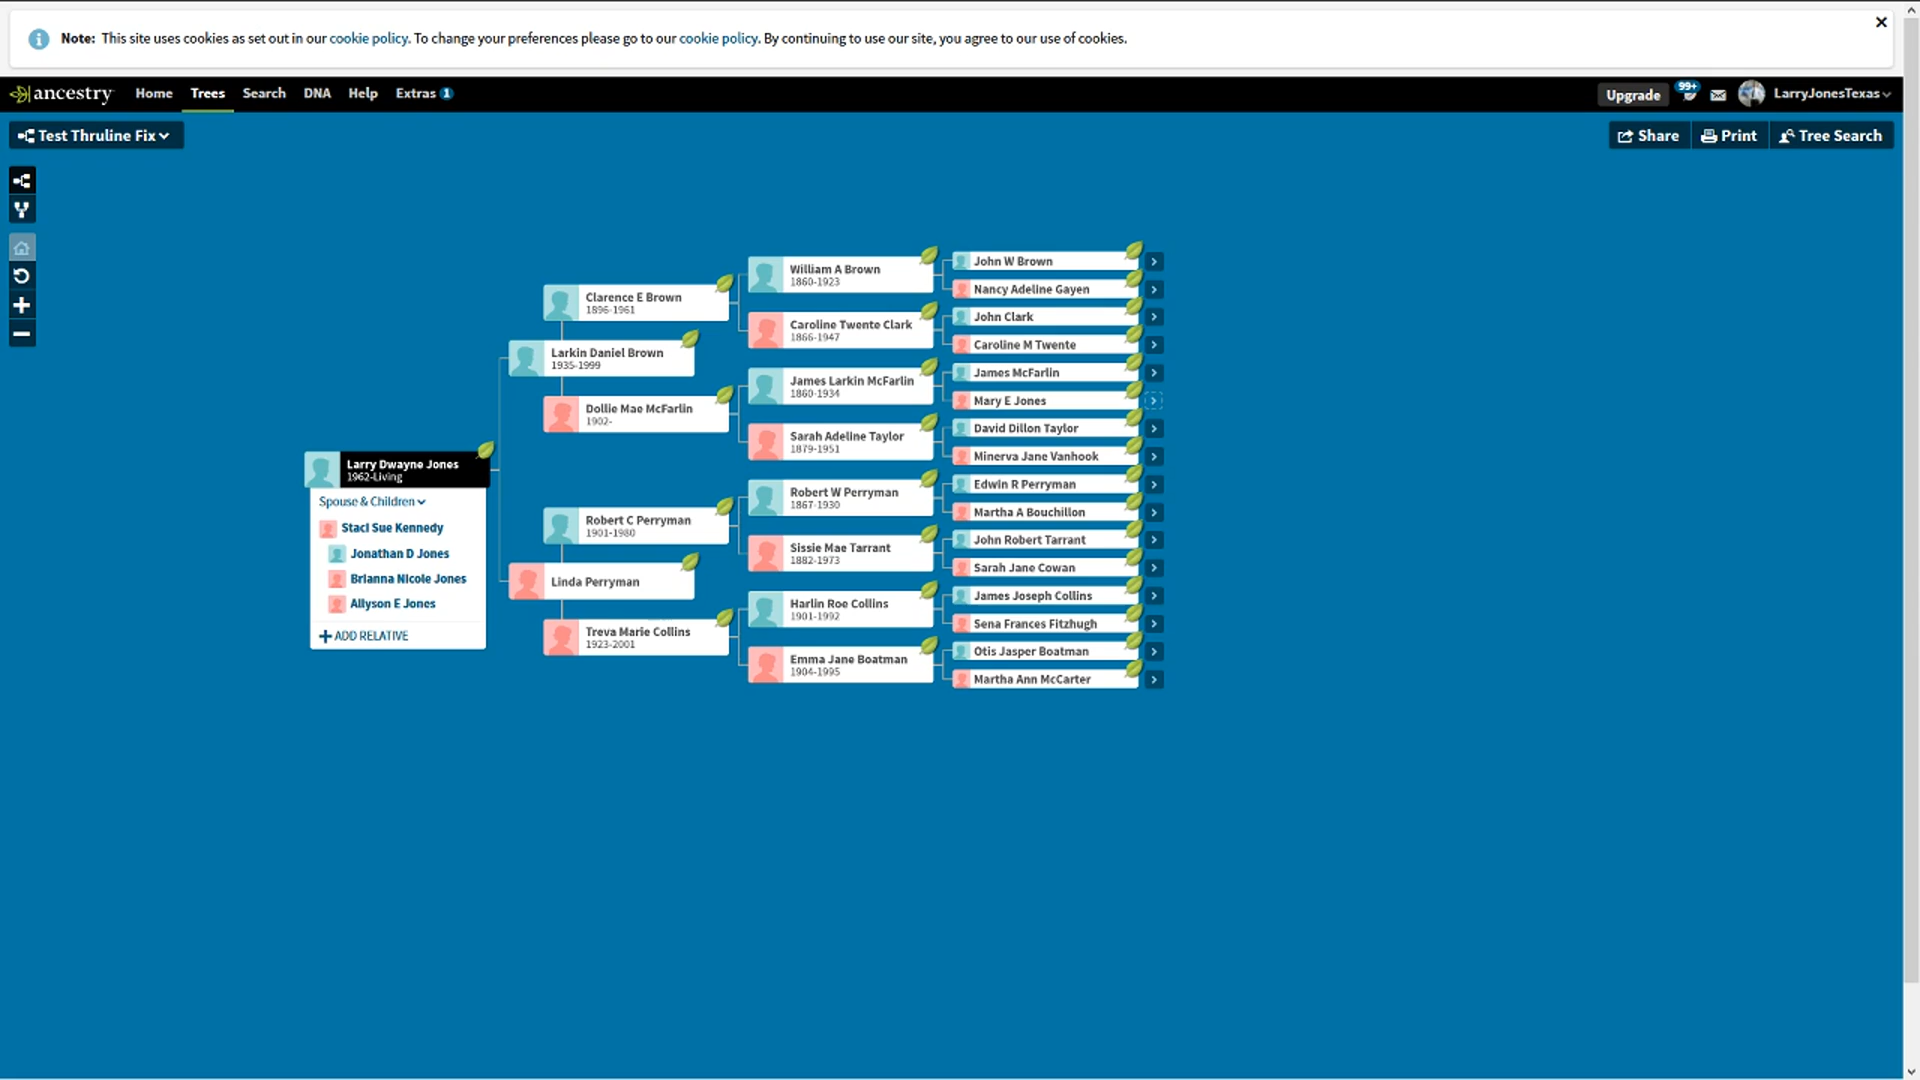 Note: This site uses cookies as set out in our cookie policy. To change your preferences please go to our cookie policy. By continuing to use our site, you agree to our use of cookies.
ancestry Home Trees Search DNA Help Extras 1 Upgrade 99+ LarryJonesTexas
Test Thruline Fix Share Print Tree Search
Larry Dwayne Jones
1962-Living
Spouse & Children
Staci Sue Kennedy
Jonathan D Jones
Brianna Nicole Jones
Allyson E Jones
+ ADD RELATIVE
Clarence E Brown
1896-1961
Larkin Daniel Brown
1935-1999
Dollie Mae McFarlin
1902-
Robert C Perryman
1901-1980
Linda Perryman
Treva Marie Collins
1923-2001
William A Brown
1860-1923
Caroline Twente Clark
1866-1947
James Larkin McFarlin
1860-1934
Sarah Adeline Taylor
1879-1951
Robert W Perryman
1867-1930
Sissie Mae Tarrant
1882-1973
Harlin Roe Collins
1901-1992
Emma Jane Boatman
1904-1995
John W Brown
Nancy Adeline Gayen
John Clark
Caroline M Twente
James McFarlin
Mary E Jones
David Dillon Taylor
Minerva Jane Vanhook
Edwin R Perryman
Martha A Bouchillon
John Robert Tarrant
Sarah Jane Cowan
James Joseph Collins
Sena Frances Fitzhugh
Otis Jasper Boatman
Martha Ann McCarter